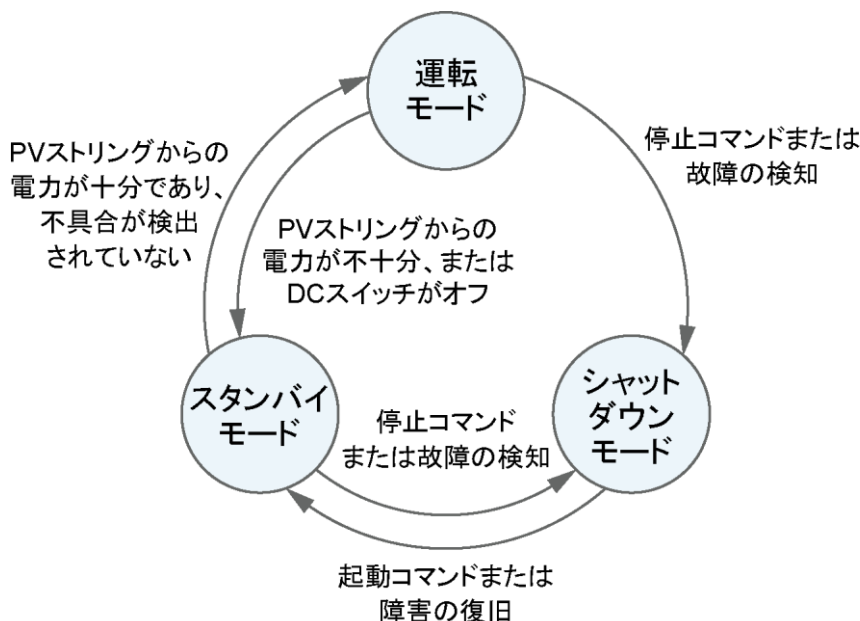 運転
モード
停止コマンドまたは
故障の検知
PVストリングからの
電力が十分であり、
不具合が検出
されていない
PVストリングからの
電力が不十分、または
DCスイッチがオフ
スタンバイ
モード
シャット
ダウン
モード
停止コマンド
または故障の検知
起動コマンドまたは
障害の復旧